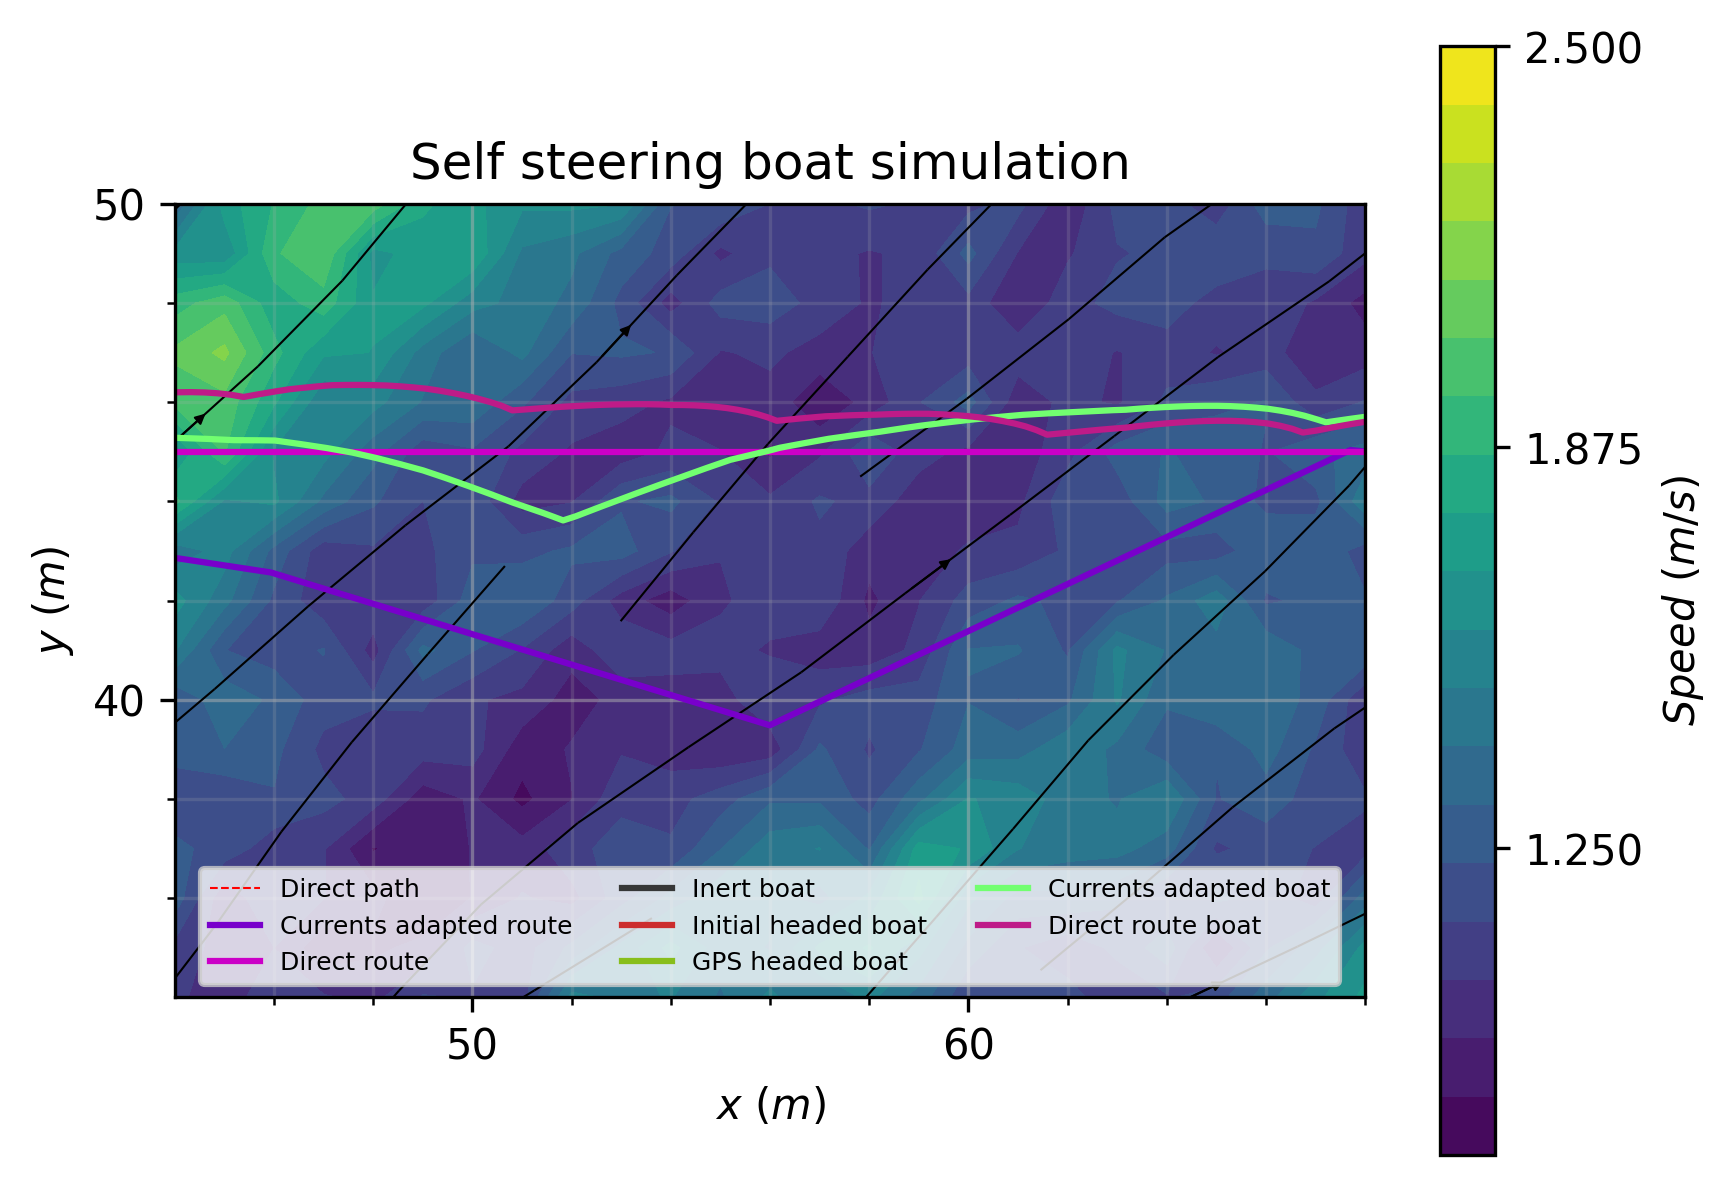 Self steering boat simulation
2.500
1.875
1.250
Speed (m/s)
50
40
y (m)
50
60
x (m)
Direct path
Currents adapted route
Direct route
Inert boat
Initial headed boat
GPS headed boat
Currents adapted boat
Direct route boat